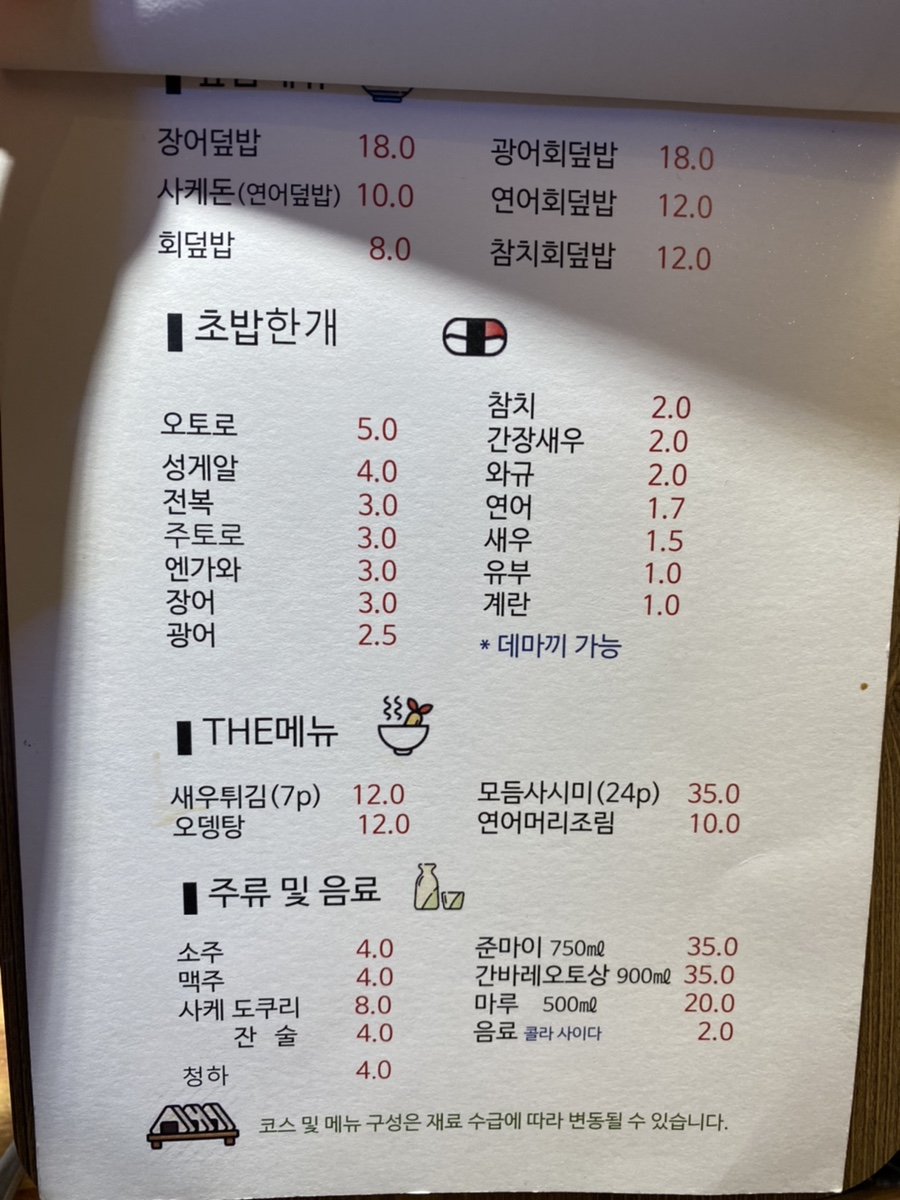 장어덮밥 18.0 광어회덮밥 18.0
사케돈(연어덮밥) 10.0 연어회덮밥 12.0
회덮밥 8.0 참치회덮밥 12.0
초밥한개
오토로 5.0
성게알 4.0
전복 3.0
주토로 3.0
엔가와 3.0
장어 3.0
광어 2.5
참치 2.0
간장새우 2.0
와규 2.0
연어 1.7
새우 1.5
유부 1.0
계란 1.0
* 데마끼 가능
THE메뉴
새우튀김(7p) 12.0 모듬사시미(24p) 35.0
오뎅탕 12.0 연어머리조림 10.0
주류 및 음료
소주 4.0 준마이 750㎖ 35.0
맥주 4.0 간바레오토상 900㎖ 35.0
사케 도쿠리 8.0 마루 500㎖ 20.0
잔 술 4.0 음료 콜라 사이다 2.0
청하 4.0
코스 및 메뉴 구성은 재료 수급에 따라 변동될 수 있습니다.